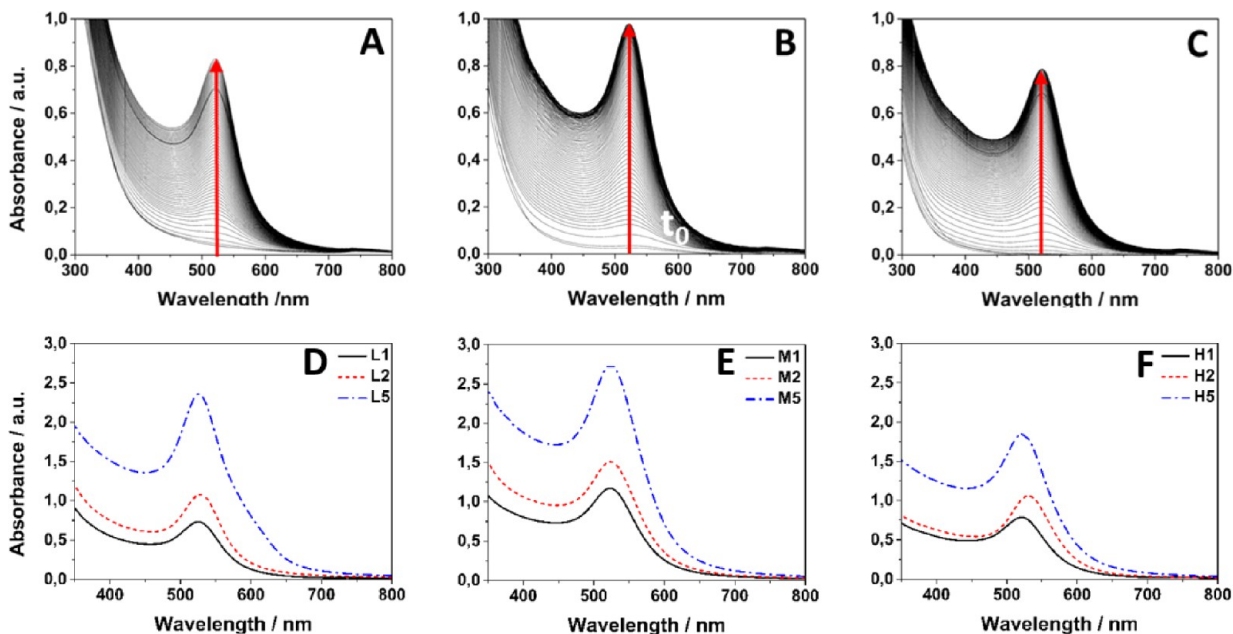 A
1,0
0,8
0,6
0,4
0,2
0,0
300 400 500 600 700 800
Absorbance / a.u.
Wavelength /nm
B
1,0
0,8
0,6
0,4
0,2
0,0
300 400 500 600 700 800
t0
Wavelength / nm
C
1,0
0,8
0,6
0,4
0,2
0,0
300 400 500 600 700 800
Wavelength / nm
D
3,0
2,5
2,0
1,5
1,0
0,5
0,0
400 500 600 700 800
Absorbance / a.u.
Wavelength / nm
L1
L2
L5
E
3,0
2,5
2,0
1,5
1,0
0,5
0,0
400 500 600 700 800
Wavelength / nm
M1
M2
M5
F
3,0
2,5
2,0
1,5
1,0
0,5
0,0
400 500 600 700 800
Wavelength / nm
H1
H2
H5